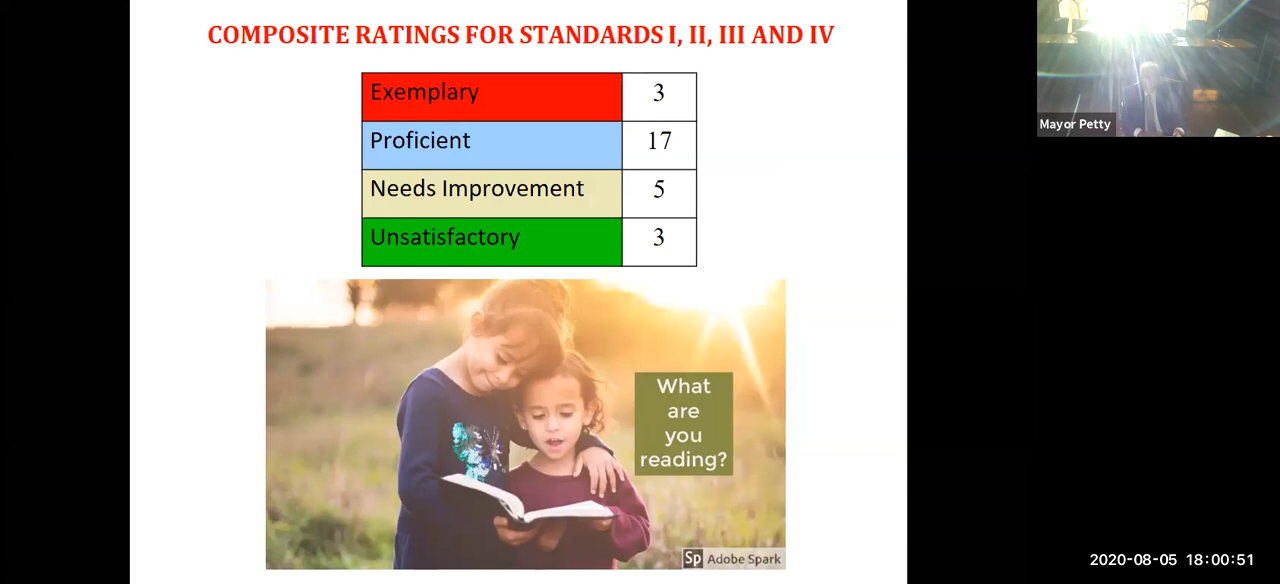 COMPOSITE RATINGS FOR STANDARDS I, II, III AND IV
Exemplary 3
Proficient 17
Needs Improvement 5
Unsatisfactory 3
What
are
you
reading?
Sp Adobe Spark
Mayor Petty
2020-08-05 18:00:51